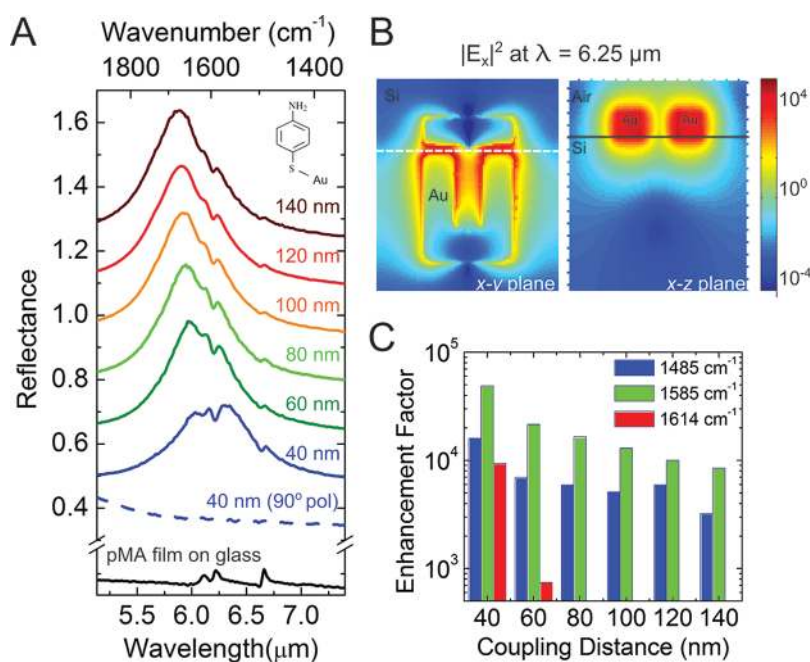 A
Wavenumber (cm⁻¹)
1800 1600 1400
Reflectance
1.6
1.4
1.2
1.0
0.8
0.6
0.4
NH₂
S
Au
140 nm
120 nm
100 nm
80 nm
60 nm
40 nm
40 nm (90° pol)
pMA film on glass
5.5 6.0 6.5 7.0
Wavelength(μm)
B
|Eₓ|² at λ = 6.25 μm
Si
Au
x-y plane
Air
Au Au
Si
x-z plane
10⁴
10⁰
10⁻⁴
C
Enhancement Factor
10⁵
10⁴
10³
1485 cm⁻¹
1585 cm⁻¹
1614 cm⁻¹
40 60 80 100 120 140
Coupling Distance (nm)